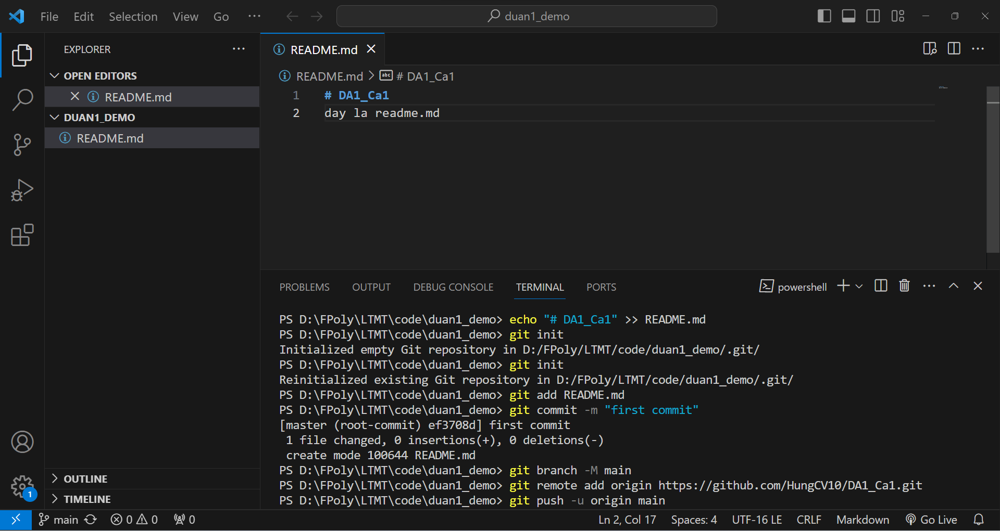 File Edit Selection View Go ··· duan1_demo
EXPLORER ···
OPEN EDITORS
README.md
DUAN1_DEMO
README.md
OUTLINE
TIMELINE
1
README.md
README.md > abc # DA1_Ca1
1 # DA1_Ca1
2 day la readme.md
PROBLEMS OUTPUT DEBUG CONSOLE TERMINAL PORTS powershell
PS D:\FPoly\LTMT\code\duan1_demo> echo "# DA1_Ca1" >> README.md
PS D:\FPoly\LTMT\code\duan1_demo> git init
Initialized empty Git repository in D:/FPoly/LTMT/code/duan1_demo/.git/
PS D:\FPoly\LTMT\code\duan1_demo> git init
Reinitialized existing Git repository in D:/FPoly/LTMT/code/duan1_demo/.git/
PS D:\FPoly\LTMT\code\duan1_demo> git add README.md
PS D:\FPoly\LTMT\code\duan1_demo> git commit -m "first commit"
[master (root-commit) ef3708d] first commit
 1 file changed, 0 insertions(+), 0 deletions(-)
 create mode 100644 README.md
PS D:\FPoly\LTMT\code\duan1_demo> git branch -M main
PS D:\FPoly\LTMT\code\duan1_demo> git remote add origin https://github.com/HungCV10/DA1_Ca1.git
PS D:\FPoly\LTMT\code\duan1_demo> git push -u origin main
main 0 0 0 Ln 2, Col 17 Spaces: 4 UTF-16 LE CRLF Markdown Go Live